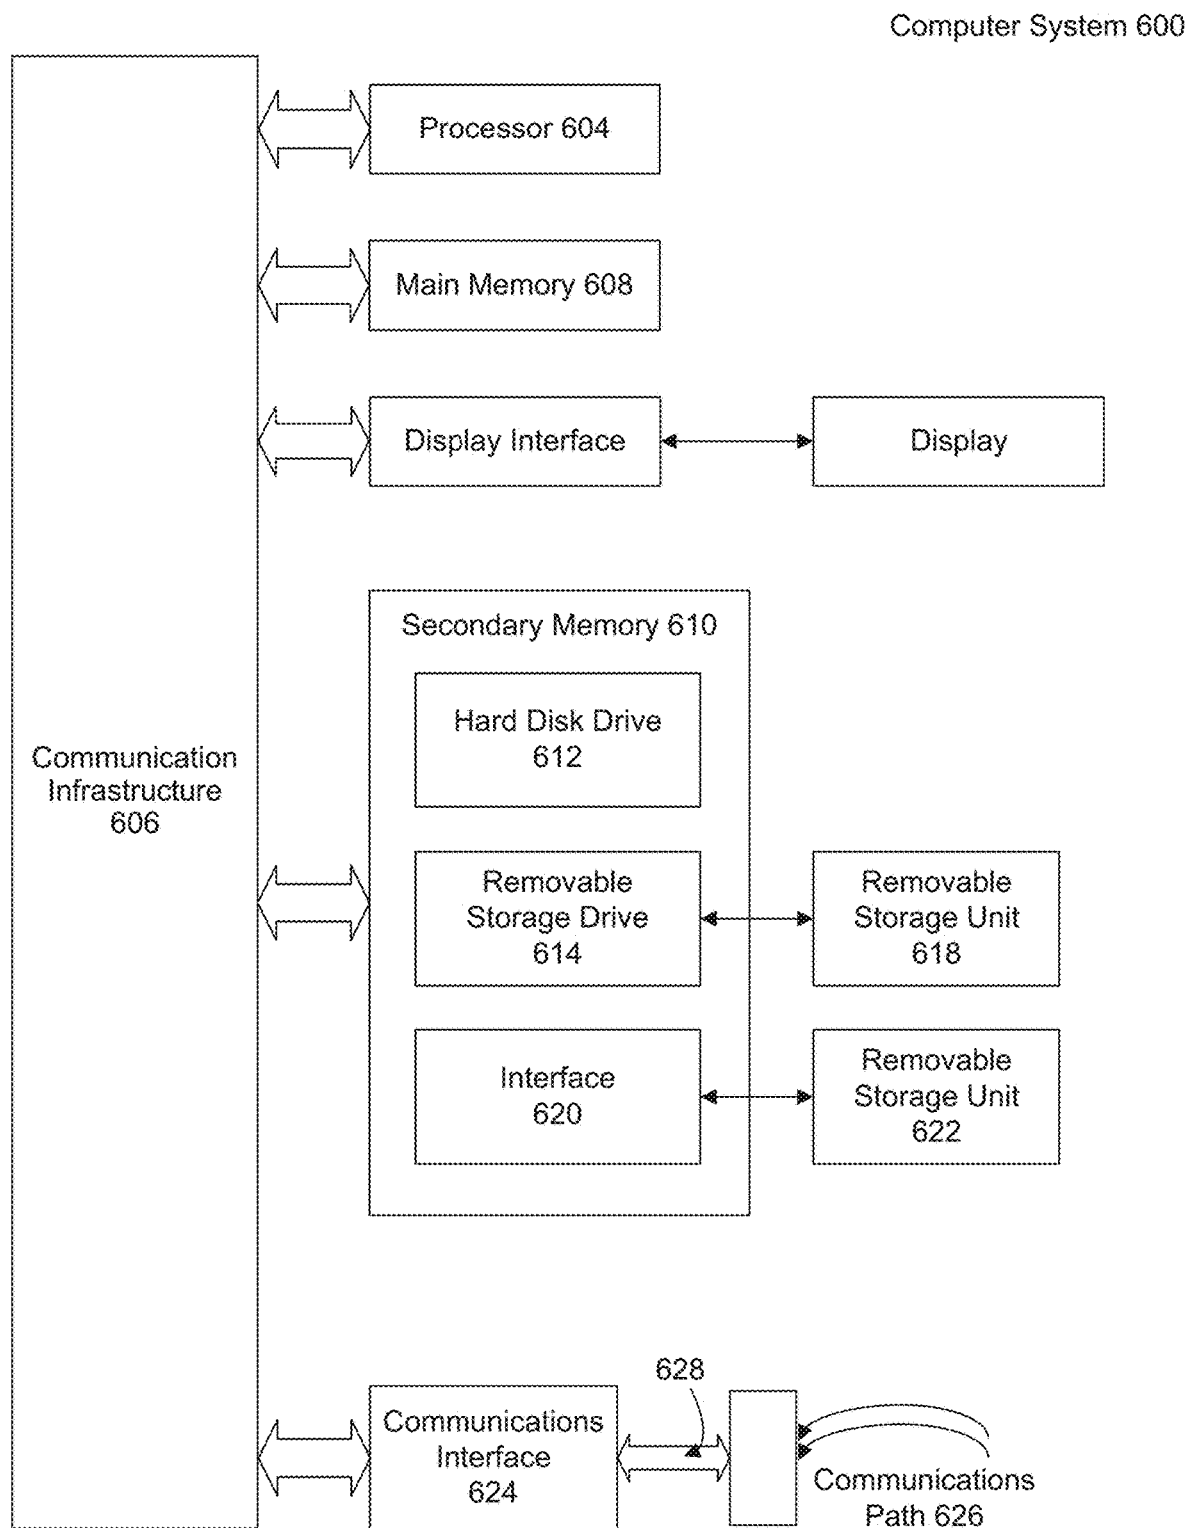 Computer System 600
Processor 604
Main Memory 608
Display Interface
Display
Secondary Memory 610
Hard Disk Drive
612
Communication
Infrastructure
606
Removable
Storage Drive
614
Removable
Storage Unit
618
Interface
620
Removable
Storage Unit
622
628
Communications
Interface
624
Communications
Path 626